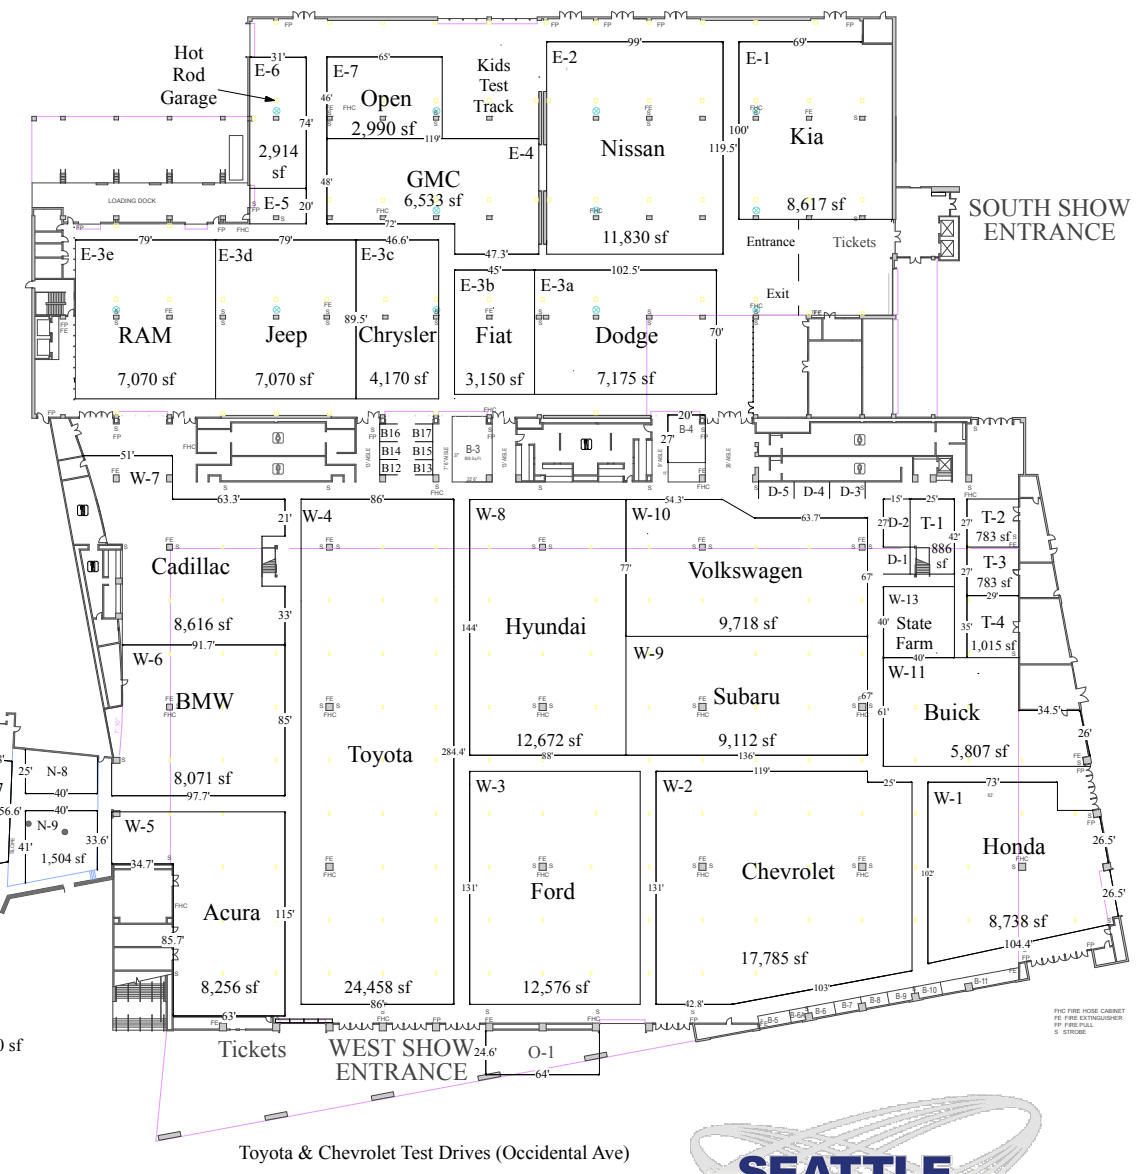 Hot
Rod
Garage
31'
E-6
74'
2,914
sf
E-5
20'
65'
E-7
46'
Open
2,990 sf
119'
Kids
Test
Track
E-4
GMC
6,533 sf
48'
72'
47.3'
99'
E-2
Nissan
119.5'
11,830 sf
69'
E-1
100'
Kia
8,617 sf
LOADING DOCK
SOUTH SHOW
ENTRANCE
Entrance
Tickets
Exit
79'
E-3e
RAM
7,070 sf
79'
E-3d
Jeep
7,070 sf
46.6'
E-3c
89.5'
Chrysler
4,170 sf
45'
E-3b
Fiat
3,150 sf
102.5'
E-3a
Dodge
70'
7,175 sf
B16
B17
B14
B15
B12
B13
B-3
20'
B-4
27'
51'
W-7
63.3'
21'
Cadillac
8,616 sf
33'
91.7'
W-6
BMW
85'
8,071 sf
97.7'
86'
W-4
Toyota
284.4'
24,458 sf
86'
W-8
144'
Hyundai
12,672 sf
88'
54.3'
W-10
63.7'
77'
Volkswagen
67'
9,718 sf
W-9
Subaru
67'
9,112 sf
136'
D-5
D-4
D-3
15'
25'
27'
D-2
T-1
42'
886
sf
D-1
T-2
27'
783 sf
T-3
27'
783 sf
29'
T-4
35'
1,015 sf
W-13
State
Farm
40'
40'
W-11
61'
Buick
5,807 sf
34.5'
26'
N-8
25'
40'
40'
56.6'
N-9
41'
33.6'
1,504 sf
SLOPE
W-5
34.7'
Acura
115'
85.7'
8,256 sf
63'
W-3
131'
Ford
12,576 sf
119'
W-2
25'
131'
Chevrolet
17,785 sf
103'
42.8'
73'
W-1
Honda
102'
8,738 sf
104.4'
26.5'
26.5'
B-5
B-6A
B-6
B-7
B-8
B-9
B-10
B-11
FHC FIRE HOSE CABINET
FE FIRE EXTINGUISHER
FP FIRE PULL
S STROBE
0 sf
Tickets
WEST SHOW
ENTRANCE
24.6'
O-1
64'
Toyota & Chevrolet Test Drives (Occidental Ave)
SEATTLE